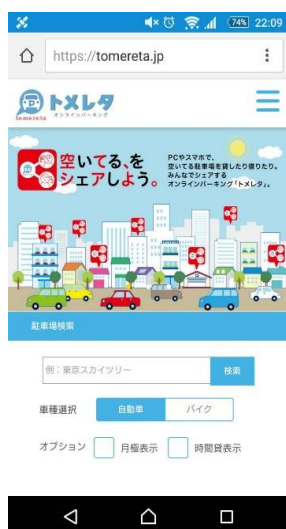 74% 22:09
https://tomereta.jp
トメレタ
tomereta オンラインパーキング
空いてる、を
シェアしよう。
PCやスマホで、
空いてる駐車場を貸したり借りたり。
みんなでシェアする
オンラインパーキング「トメレタ」。
駐車場検索
例：東京スカイツリー 検索
車種選択 自動車 バイク
オプション 月極表示 時間貸表示